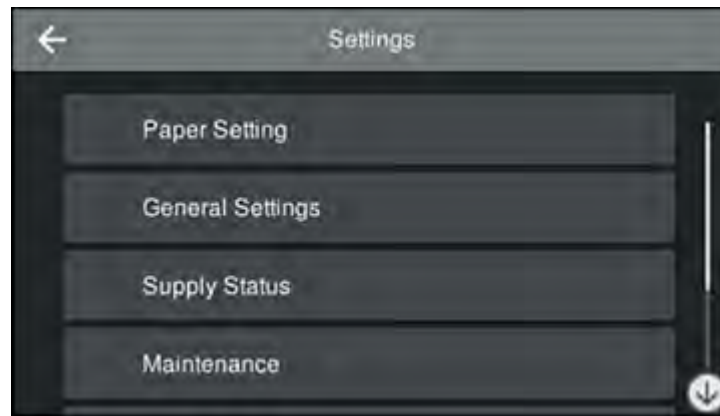 Settings
Paper Setting
General Settings
Supply Status
Maintenance